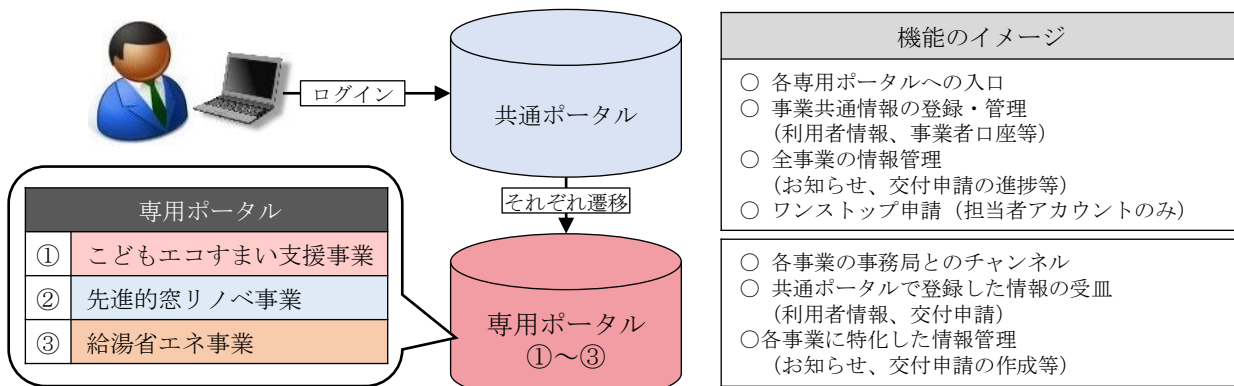 ログイン
共通ポータル
それぞれ遷移
専用ポータル
① こどもエコすまい支援事業
② 先進的窓リノベ事業
③ 給湯省エネ事業
専用ポータル
①～③
機能のイメージ
○ 各専用ポータルへの入口
○ 事業共通情報の登録・管理
(利用者情報、事業者口座等)
○ 全事業の情報管理
(お知らせ、交付申請の進捗等)
○ ワンストップ申請（担当者アカウントのみ）
○ 各事業の事務局とのチャンネル
○ 共通ポータルで登録した情報の受皿
(利用者情報、交付申請)
○各事業に特化した情報管理
(お知らせ、交付申請の作成等)